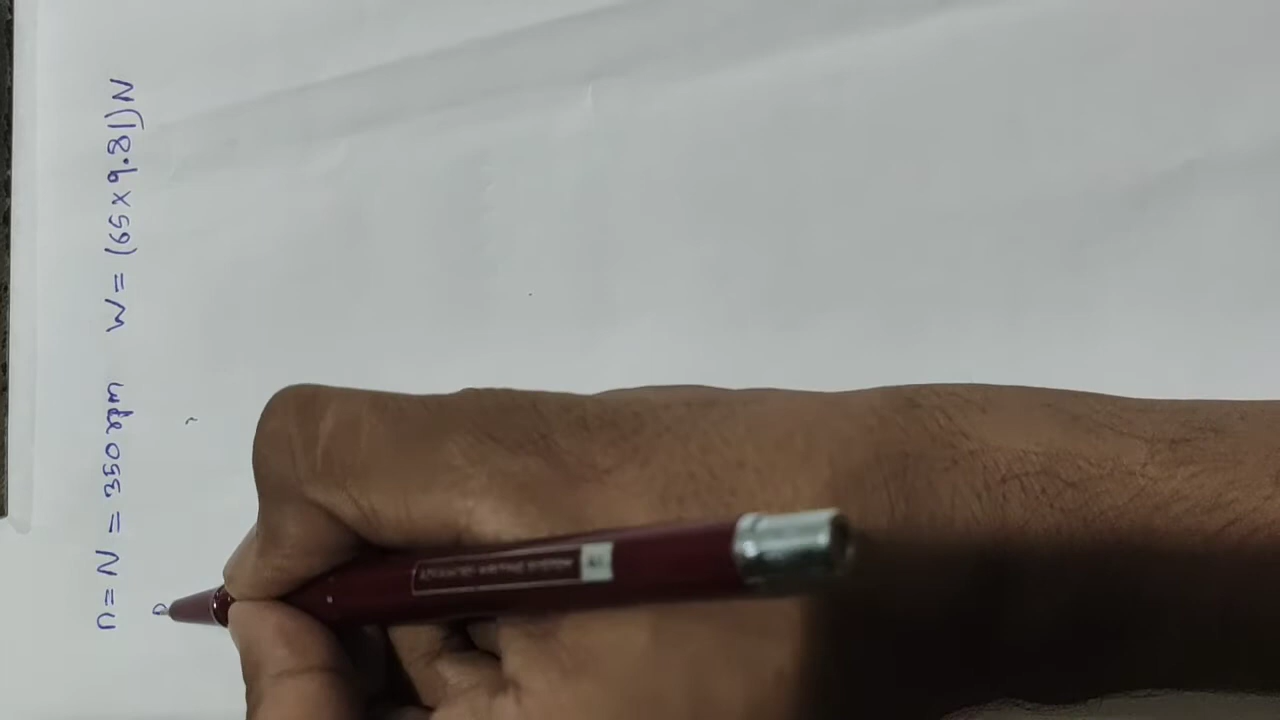 n = N = 350 rpm W = (65 × 9.81) N
D